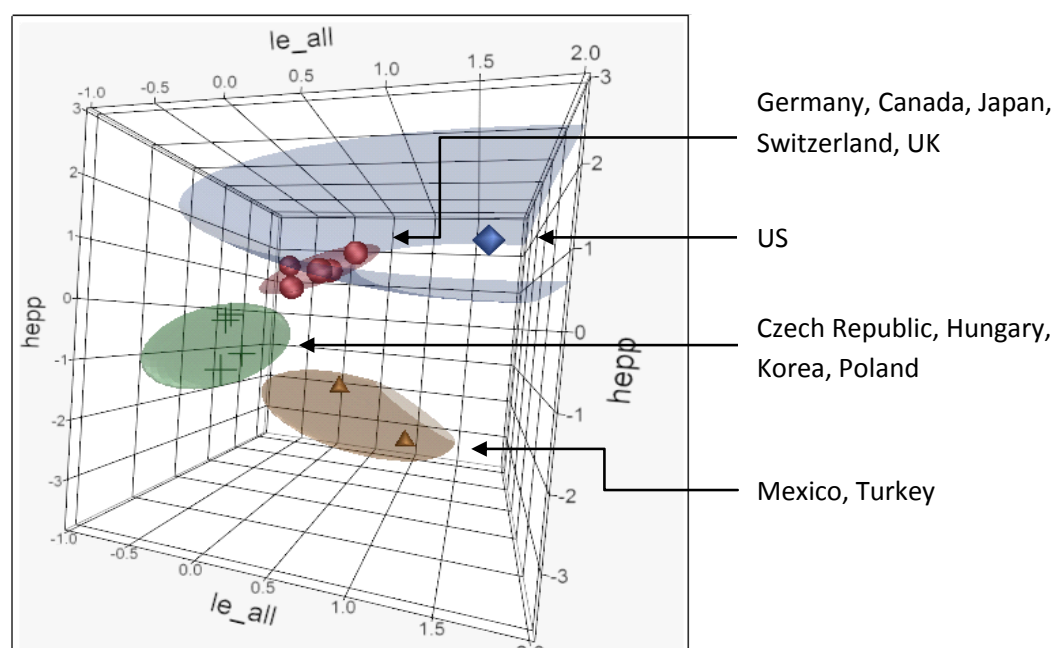 le_all
-1.0 -0.5 0.0 0.5 1.0 1.5 2.0
3
2
1
0
-1
-2
-3
hepp
-3
2
1
0
-1
-2
-3
hepp
-1.0 -0.5 0.0 0.5 1.0 1.5
le_all
Germany, Canada, Japan,
Switzerland, UK
US
Czech Republic, Hungary,
Korea, Poland
Mexico, Turkey